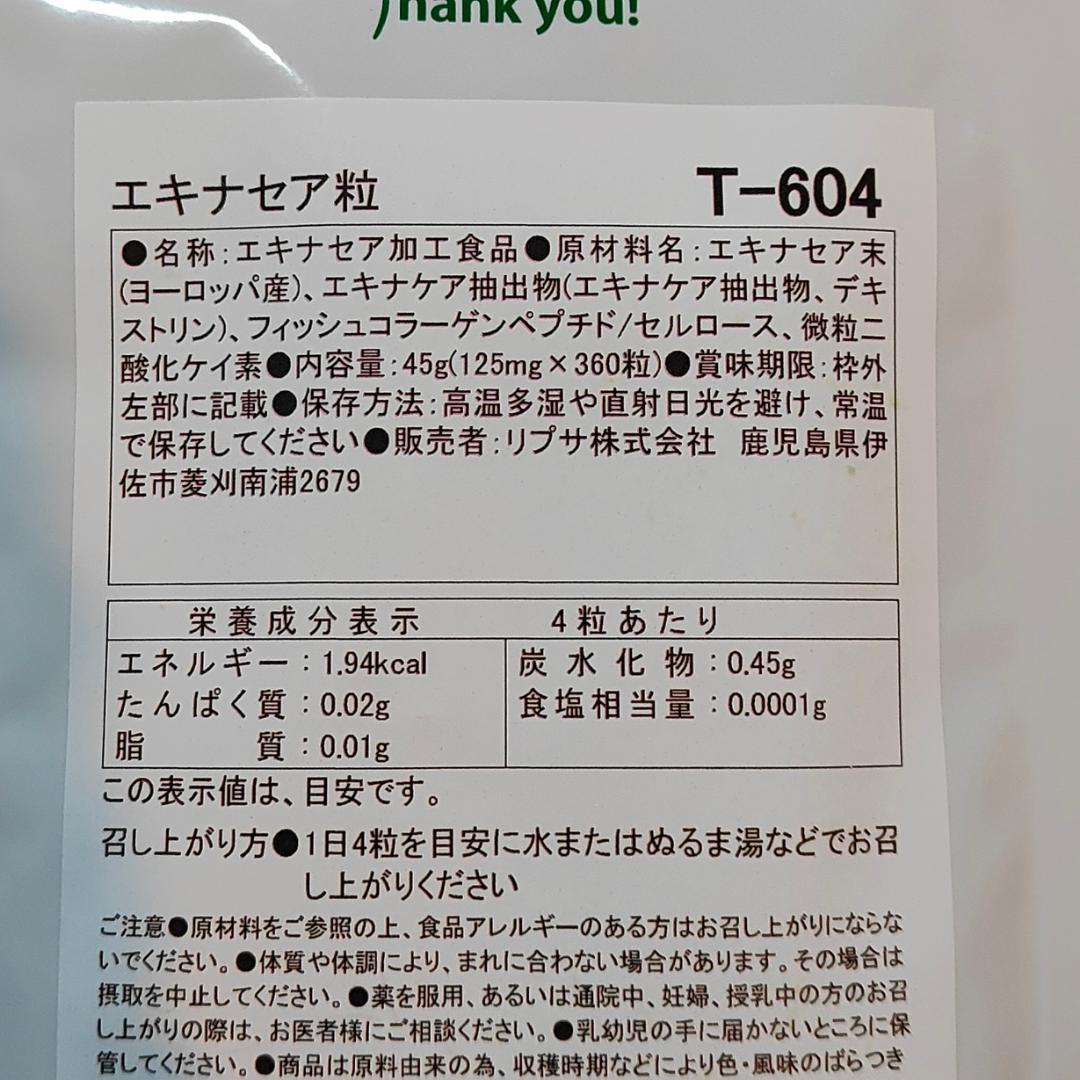 Thank you!
エキナセア粒 T-604
●名称:エキナセア加工食品●原材料名:エキナセア末
(ヨーロッパ産)、エキナケア抽出物(エキナケア抽出物、デキ
ストリン)、フィッシュコラーゲンペプチド/セルロース、微粒二
酸化ケイ素●内容量:45g(125mg×360粒)●賞味期限:枠外
左部に記載●保存方法:高温多湿や直射日光を避け、常温
で保存してください●販売者:リプサ株式会社 鹿児島県伊
佐市菱刈南浦2679
栄養成分表示 4粒あたり
エネルギー:1.94kcal 炭水化物:0.45g
たんぱく質:0.02g 食塩相当量:0.0001g
脂質:0.01g
この表示値は、目安です。
召し上がり方●1日4粒を目安に水またはぬるま湯などでお召
し上がりください
ご注意●原材料をご参照の上、食品アレルギーのある方はお召し上がりにならな
いでください。●体質や体調により、まれに合わない場合があります。その場合は
摂取を中止してください。●薬を服用、あるいは通院中、妊婦、授乳中の方のお召
し上がりの際は、お医者様にご相談ください。●乳幼児の手に届かないところに保
管してください。●商品は原料由来の為、収穫時期などにより色・風味のばらつき